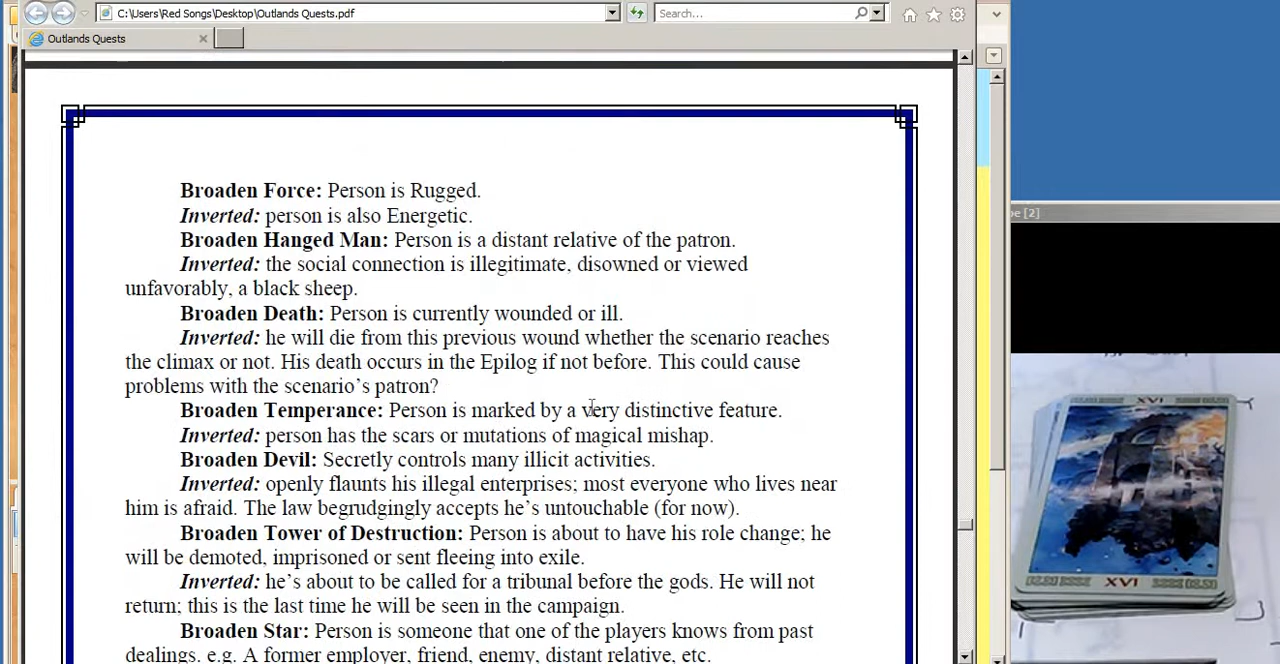 C:\Users\Red Songs\Desktop\Outlands Quests.pdf
Search...
Outlands Quests
Broaden Force: Person is Rugged.
Inverted: person is also Energetic.
Broaden Hanged Man: Person is a distant relative of the patron.
Inverted: the social connection is illegitimate, disowned or viewed
unfavorably, a black sheep.
Broaden Death: Person is currently wounded or ill.
Inverted: he will die from this previous wound whether the scenario reaches
the climax or not. His death occurs in the Epilog if not before. This could cause
problems with the scenario’s patron?
Broaden Temperance: Person is marked by a very distinctive feature.
Inverted: person has the scars or mutations of magical mishap.
Broaden Devil: Secretly controls many illicit activities.
Inverted: openly flaunts his illegal enterprises; most everyone who lives near
him is afraid. The law begrudgingly accepts he’s untouchable (for now).
Broaden Tower of Destruction: Person is about to have his role change; he
will be demoted, imprisoned or sent fleeing into exile.
Inverted: he’s about to be called for a tribunal before the gods. He will not
return; this is the last time he will be seen in the campaign.
Broaden Star: Person is someone that one of the players knows from past
dealings. e.g. A former employer, friend, enemy, distant relative, etc.
pe [2]
XVI
XVI